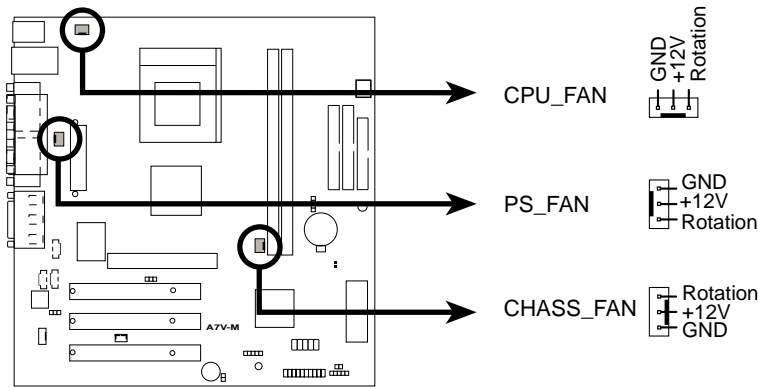 CPU_FAN
GND
+12V
Rotation
PS_FAN
GND
+12V
Rotation
CHASS_FAN
Rotation
+12V
GND
A7V-M